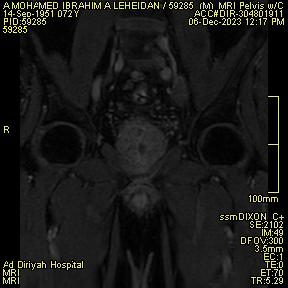 A MOHAMED IBRAHIM A LEHEIDAN / 59285 (M) MRI Pelvis w/C
14-Sep-1951 072Y ACC#DIR-304801911
PID:59285 06-Dec-2023 12:17 PM
59285
R
100mm
ssmDIXON C+
SE:2102
IM:49
DFOV:300
3.5mm
Ad Diriyah Hospital EC:1
MRI TE:0
MRI ET:70
TR:5.29